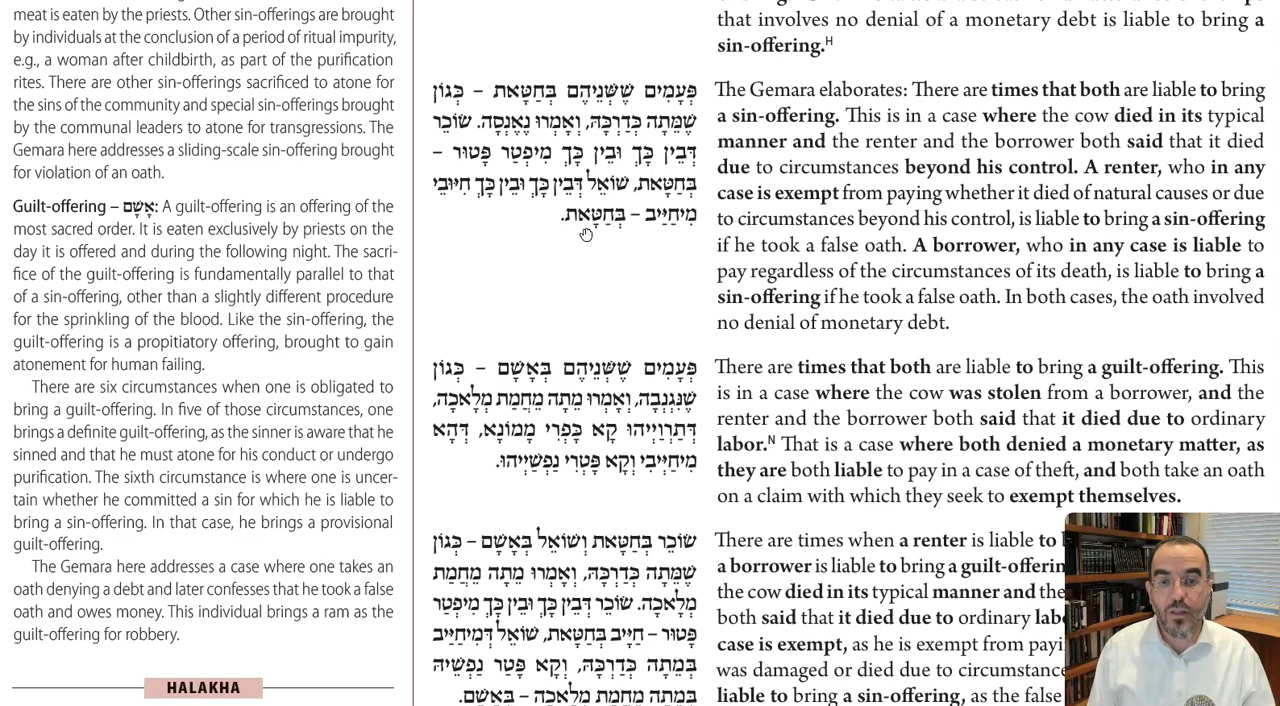 meat is eaten by the priests. Other sin-offerings are brought
by individuals at the conclusion of a period of ritual impurity,
e.g., a woman after childbirth, as part of the purification
rites. There are other sin-offerings sacrificed to atone for
the sins of the community and special sin-offerings brought
by the communal leaders to atone for transgressions. The
Gemara here addresses a sliding-scale sin-offering brought
for violation of an oath.
Guilt-offering – אָשָׁם: A guilt-offering is an offering of the
most sacred order. It is eaten exclusively by priests on the
day it is offered and during the following night. The sacri-
fice of the guilt-offering is fundamentally parallel to that
of a sin-offering, other than a slightly different procedure
for the sprinkling of the blood. Like the sin-offering, the
guilt-offering is a propitiatory offering, brought to gain
atonement for human failing.
There are six circumstances when one is obligated to
bring a guilt-offering. In five of those circumstances, one
brings a definite guilt-offering, as the sinner is aware that he
sinned and that he must atone for his conduct or undergo
purification. The sixth circumstance is where one is uncer-
tain whether he committed a sin for which he is liable to
bring a sin-offering. In that case, he brings a provisional
guilt-offering.
The Gemara here addresses a case where one takes an
oath denying a debt and later confesses that he took a false
oath and owes money. This individual brings a ram as the
guilt-offering for robbery.
HALAKHA
פְּעָמִים שֶׁשְּׁנֵיהֶם בְּחַטָּאת – כְּגוֹן
שֶׁמֵּתָה כְּדַרְכָּהּ, וְאָמְרוּ נֶאֶנְסָה. שׂוֹכֵר
דְּבֵין כָּךְ וּבֵין כָּךְ מִיפְטַר פָּטוּר –
בְּחַטָּאת, שׁוֹאֵל דְּבֵין כָּךְ וּבֵין כָּךְ חִיּוּבֵי
מִיחַיַּיב – בְּחַטָּאת.
פְּעָמִים שֶׁשְּׁנֵיהֶם בְּאָשָׁם – כְּגוֹן
שֶׁנִּגְנְבָה, וְאָמְרוּ מֵתָה מֵחֲמַת מְלָאכָה,
דְּתַרְוַיְיהוּ קָא כָּפְרִי מָמוֹנָא, דְּהָא
מִיחַיְּיבִי וְקָא פָּטְרִי נַפְשַׁיְיהוּ.
שׂוֹכֵר בְּחַטָּאת וְשׁוֹאֵל בְּאָשָׁם – כְּגוֹן
שֶׁמֵּתָה כְּדַרְכָּהּ, וְאָמְרוּ מֵתָה מֵחֲמַת
מְלָאכָה. שׂוֹכֵר דְּבֵין כָּךְ וּבֵין כָּךְ מִיפְטַר
פָּטוּר – חַיָּיב בְּחַטָּאת, שׁוֹאֵל דְּמִיחַיַּיב
בְּמֵתָה כְּדַרְכָּהּ, וְקָא פָּטַר נַפְשֵׁיהּ
בְּמֵתָה מֵחֲמַת מְלָאכָה – בְּאָשָׁם.
that involves no denial of a monetary debt is liable to bring a
sin-offering.ᴴ
The Gemara elaborates: There are times that both are liable to bring
a sin-offering. This is in a case where the cow died in its typical
manner and the renter and the borrower both said that it died
due to circumstances beyond his control. A renter, who in any
case is exempt from paying whether it died of natural causes or due
to circumstances beyond his control, is liable to bring a sin-offering
if he took a false oath. A borrower, who in any case is liable to
pay regardless of the circumstances of its death, is liable to bring a
sin-offering if he took a false oath. In both cases, the oath involved
no denial of monetary debt.
There are times that both are liable to bring a guilt-offering. This
is in a case where the cow was stolen from a borrower, and the
renter and the borrower both said that it died due to ordinary
labor.ᴺ That is a case where both denied a monetary matter, as
they are both liable to pay in a case of theft, and both take an oath
on a claim with which they seek to exempt themselves.
There are times when a renter is liable to
a borrower is liable to bring a guilt-offerin
the cow died in its typical manner and the
both said that it died due to ordinary lab
case is exempt, as he is exempt from payi
was damaged or died due to circumstance
liable to bring a sin-offering, as the false